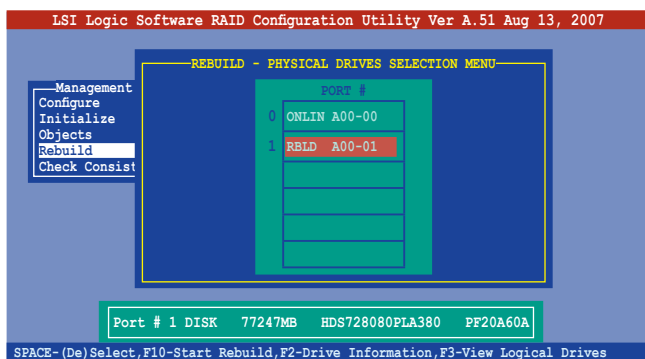 LSI Logic Software RAID Configuration Utility Ver A.51 Aug 13, 2007
REBUILD - PHYSICAL DRIVES SELECTION MENU
Management
Configure
Initialize
Objects
Rebuild
Check Consist
PORT #
0 ONLIN A00-00
1 RBLD A00-01
Port # 1 DISK 77247MB HDS728080PLA380 PF20A60A
SPACE-(De)Select,F10-Start Rebuild,F2-Drive Information,F3-View Logical Drives